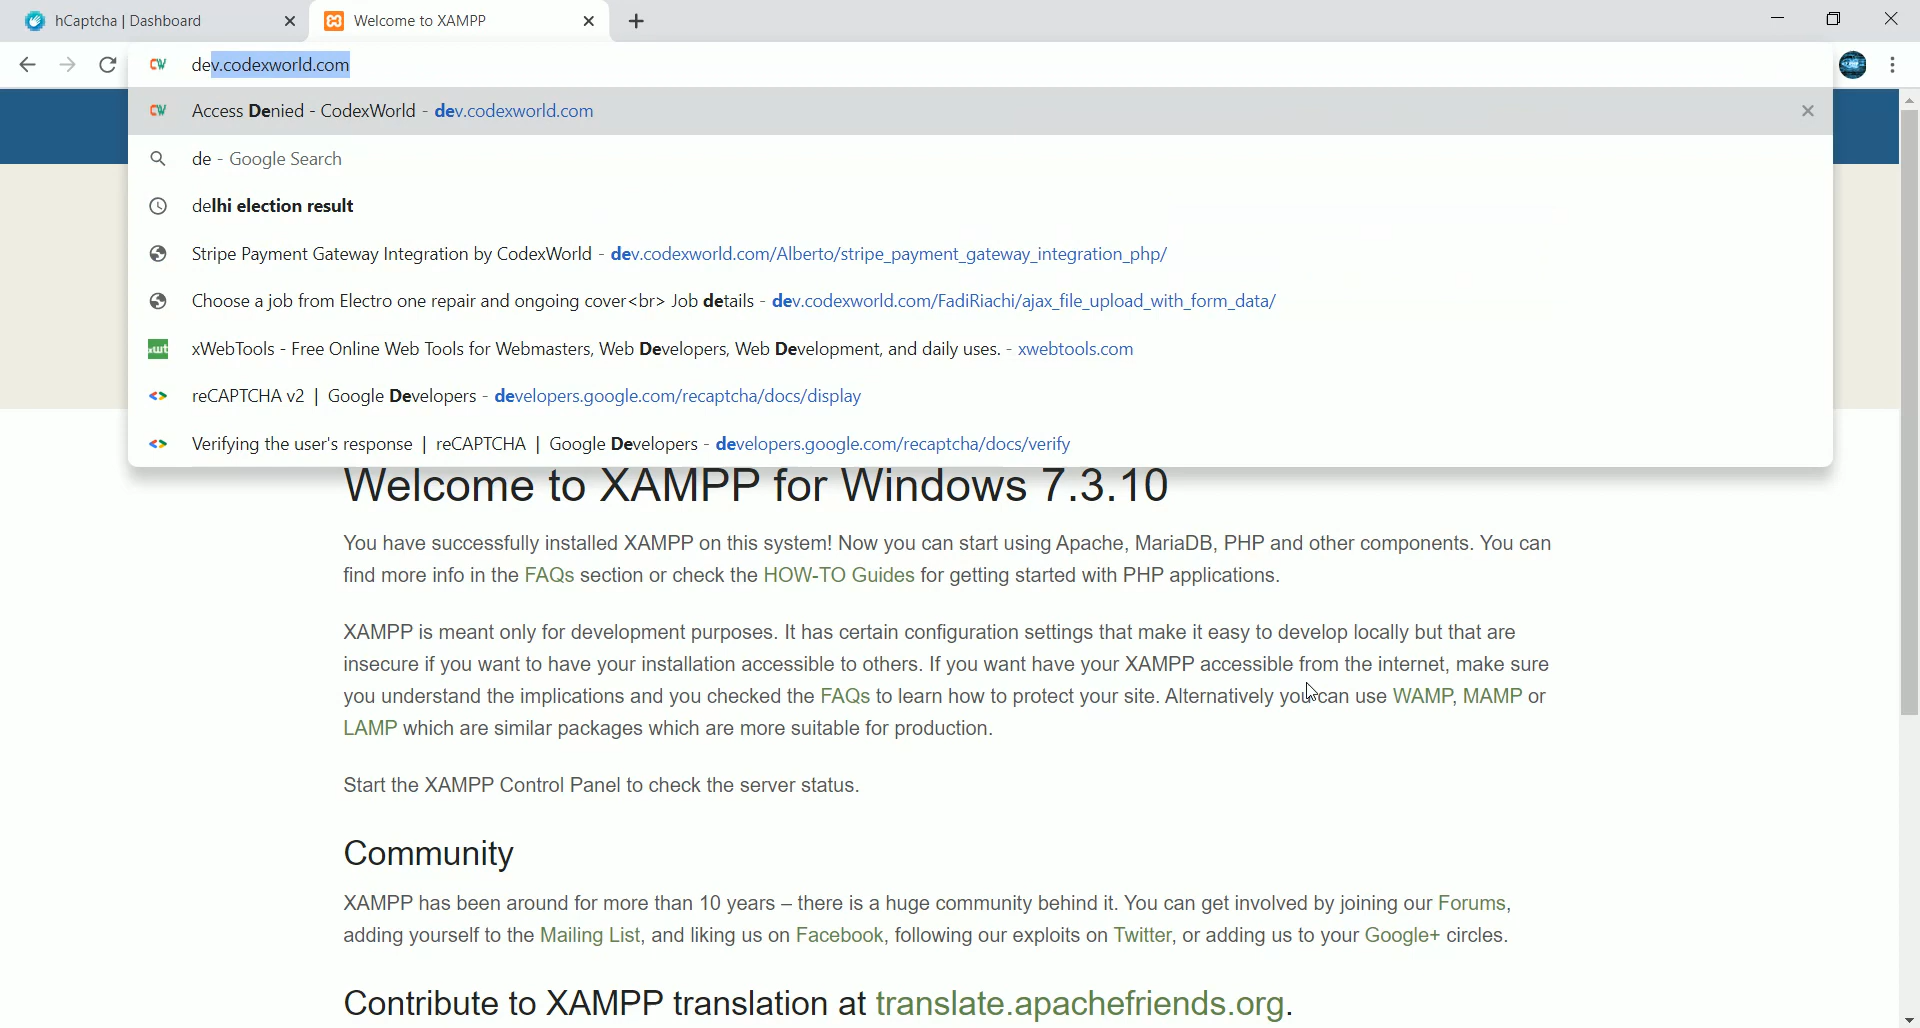 hCaptcha | Dashboard
Welcome to XAMPP
CW dev.codexworld.com
CW Access Denied - CodexWorld - dev.codexworld.com
de - Google Search
delhi election result
Stripe Payment Gateway Integration by CodexWorld - dev.codexworld.com/Alberto/stripe_payment_gateway_integration_php/
Choose a job from Electro one repair and ongoing cover<br> Job details - dev.codexworld.com/FadiRiachi/ajax_file_upload_with_form_data/
xwt xWebTools - Free Online Web Tools for Webmasters, Web Developers, Web Development, and daily uses. - xwebtools.com
reCAPTCHA v2 | Google Developers - developers.google.com/recaptcha/docs/display
Verifying the user's response | reCAPTCHA | Google Developers - developers.google.com/recaptcha/docs/verify
Welcome to XAMPP for Windows 7.3.10
You have successfully installed XAMPP on this system! Now you can start using Apache, MariaDB, PHP and other components. You can
find more info in the FAQs section or check the HOW-TO Guides for getting started with PHP applications.
XAMPP is meant only for development purposes. It has certain configuration settings that make it easy to develop locally but that are
insecure if you want to have your installation accessible to others. If you want have your XAMPP accessible from the internet, make sure
you understand the implications and you checked the FAQs to learn how to protect your site. Alternatively you can use WAMP, MAMP or
LAMP which are similar packages which are more suitable for production.
Start the XAMPP Control Panel to check the server status.
Community
XAMPP has been around for more than 10 years – there is a huge community behind it. You can get involved by joining our Forums,
adding yourself to the Mailing List, and liking us on Facebook, following our exploits on Twitter, or adding us to your Google+ circles.
Contribute to XAMPP translation at translate.apachefriends.org.